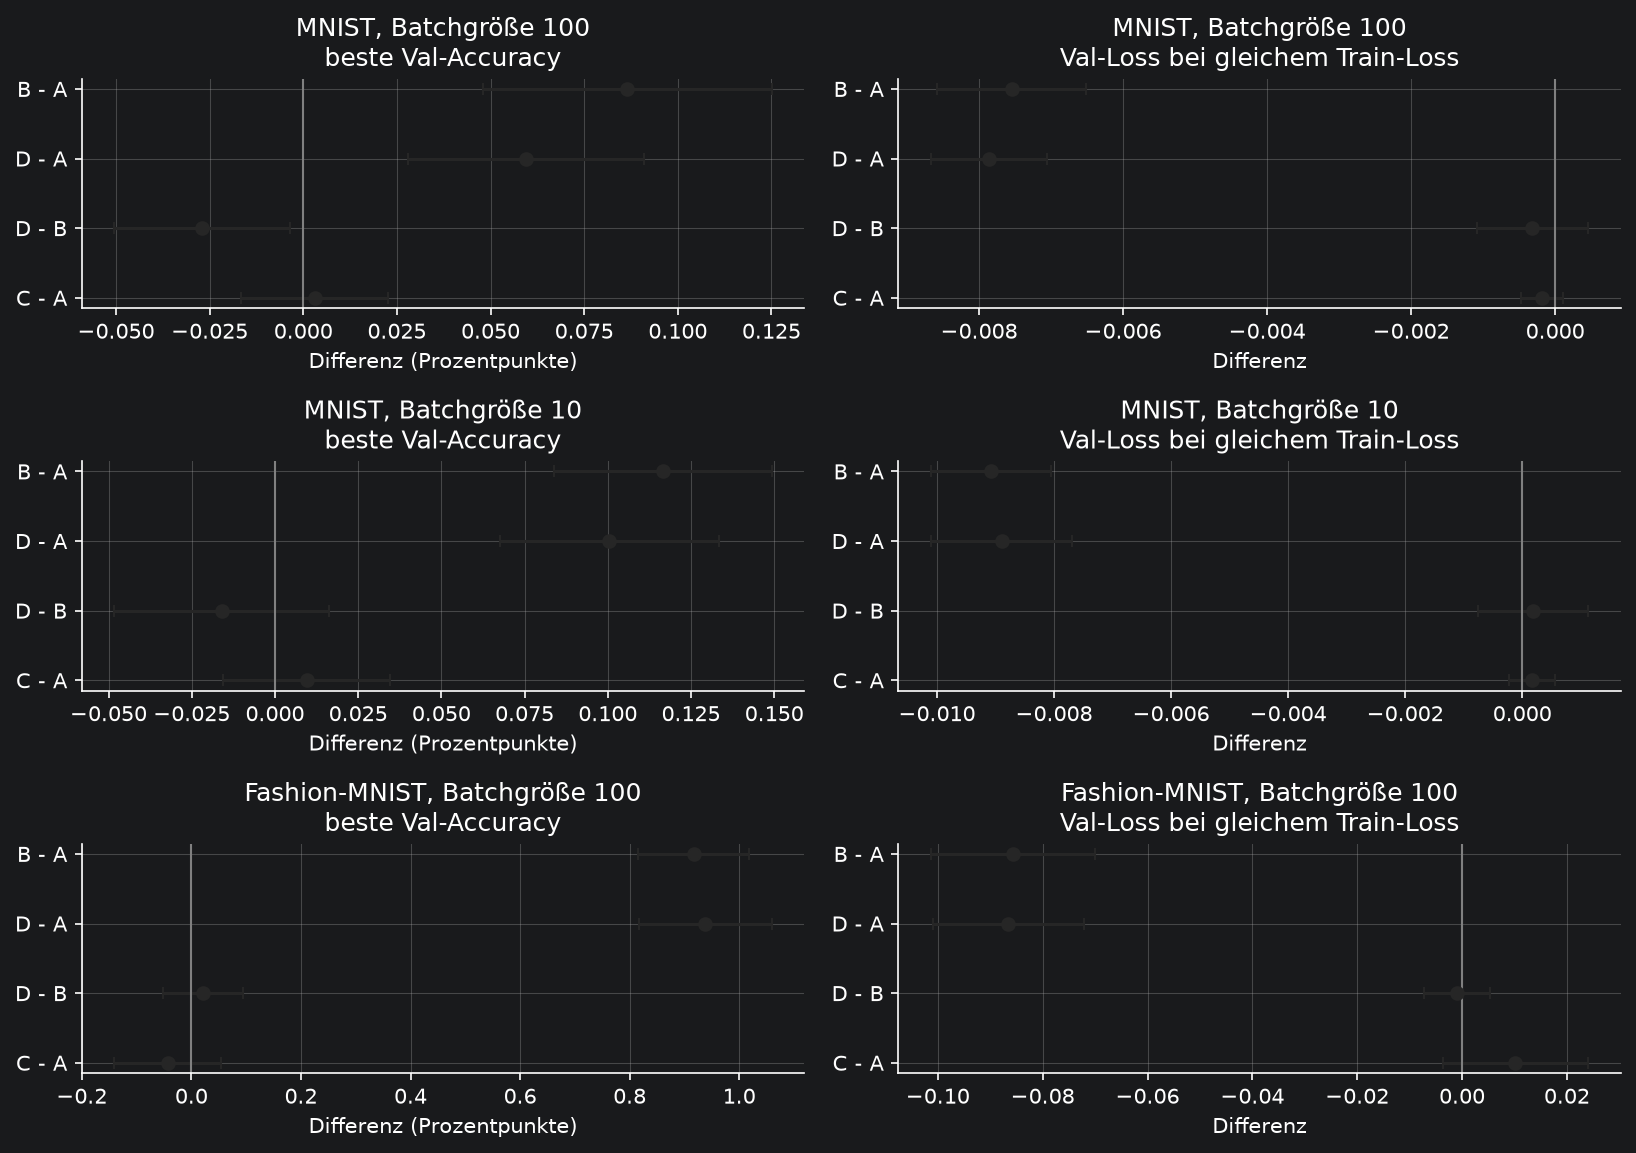 MNIST, Batchgröße 100
beste Val-Accuracy
B - A
D - A
D - B
C - A
−0.050 −0.025 0.000 0.025 0.050 0.075 0.100 0.125
Differenz (Prozentpunkte)
MNIST, Batchgröße 100
Val-Loss bei gleichem Train-Loss
B - A
D - A
D - B
C - A
−0.008 −0.006 −0.004 −0.002 0.000
Differenz
MNIST, Batchgröße 10
beste Val-Accuracy
B - A
D - A
D - B
C - A
−0.050 −0.025 0.000 0.025 0.050 0.075 0.100 0.125 0.150
Differenz (Prozentpunkte)
MNIST, Batchgröße 10
Val-Loss bei gleichem Train-Loss
B - A
D - A
D - B
C - A
−0.010 −0.008 −0.006 −0.004 −0.002 0.000
Differenz
Fashion-MNIST, Batchgröße 100
beste Val-Accuracy
B - A
D - A
D - B
C - A
−0.2 0.0 0.2 0.4 0.6 0.8 1.0
Differenz (Prozentpunkte)
Fashion-MNIST, Batchgröße 100
Val-Loss bei gleichem Train-Loss
B - A
D - A
D - B
C - A
−0.10 −0.08 −0.06 −0.04 −0.02 0.00 0.02
Differenz